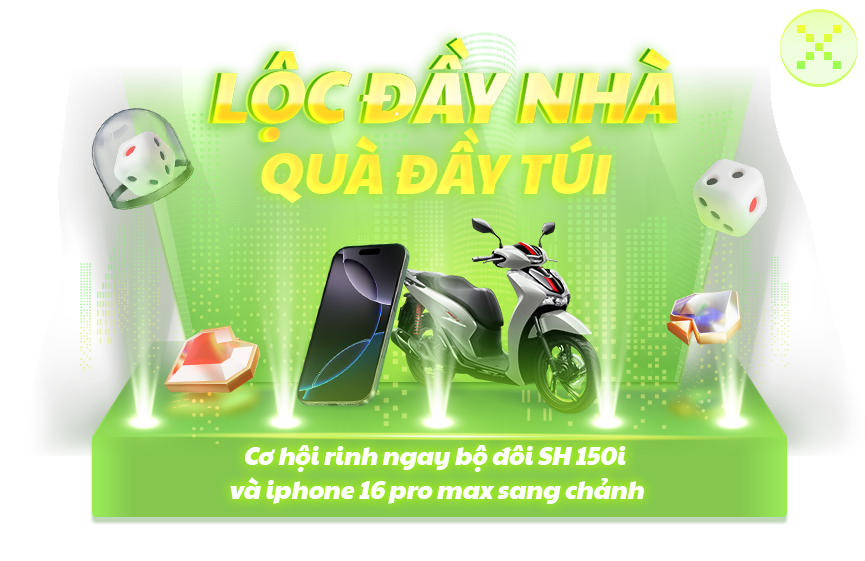 LỘC ĐẦY NHÀ
QUÀ ĐẦY TÚI
Cơ hội rinh ngay bộ đôi SH 150i
và iphone 16 pro max sang chảnh